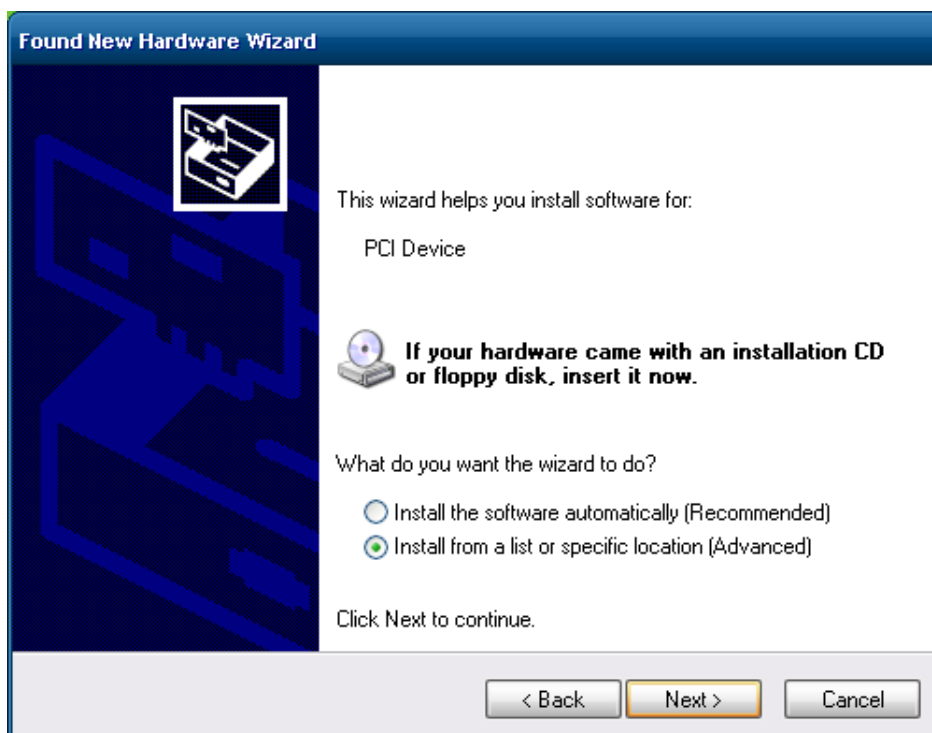 Found New Hardware Wizard
This wizard helps you install software for:
PCI Device
If your hardware came with an installation CD
or floppy disk, insert it now.
What do you want the wizard to do?
Install the software automatically (Recommended)
Install from a list or specific location (Advanced)
Click Next to continue.
< Back
Next >
Cancel